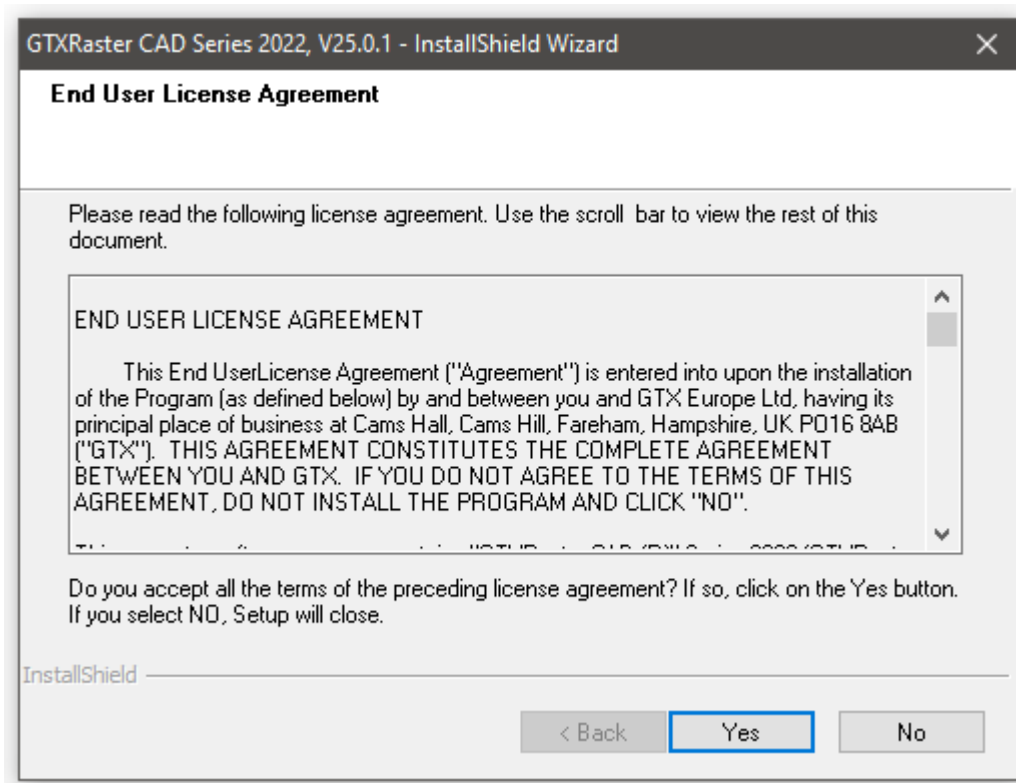 GTXRaster CAD Series 2022, V25.0.1 - InstallShield Wizard
End User License Agreement
Please read the following license agreement. Use the scroll  bar to view the rest of this
document.
END USER LICENSE AGREEMENT
This End UserLicense Agreement ("Agreement") is entered into upon the installation
of the Program (as defined below) by and between you and GTX Europe Ltd, having its
principal place of business at Cams Hall, Cams Hill, Fareham, Hampshire, UK PO16 8AB
("GTX").  THIS AGREEMENT CONSTITUTES THE COMPLETE AGREEMENT
BETWEEN YOU AND GTX.  IF YOU DO NOT AGREE TO THE TERMS OF THIS
AGREEMENT, DO NOT INSTALL THE PROGRAM AND CLICK "NO".
Do you accept all the terms of the preceding license agreement? If so, click on the Yes button.
If you select NO, Setup will close.
InstallShield
< Back
Yes
No